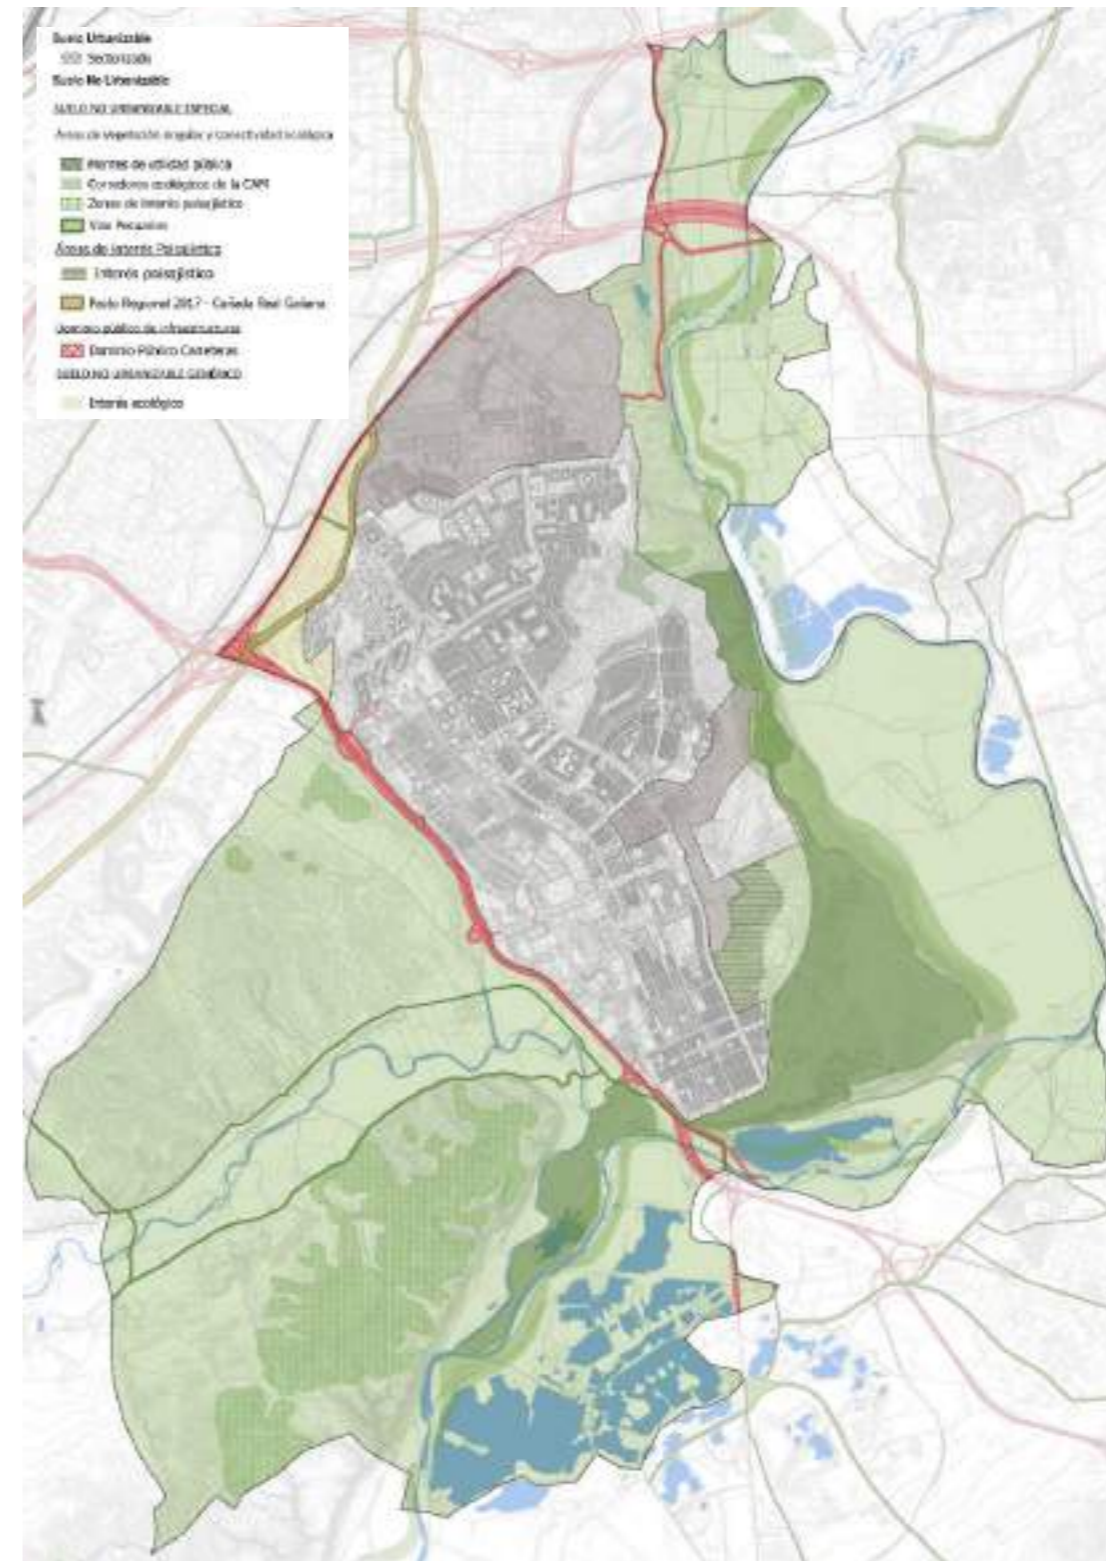 Suelo Urbanizable
Sectorizado
Suelo No Urbanizable
SUELO NO URBANIZABLE ESPECIAL
Áreas de vegetación singular y conectividad ecológica
Montes de utilidad pública
Corredores ecológicos de la CAM
Zonas de interés paisajístico
Vías Pecuarias
Áreas de Interés Paisajístico
Interés paisajístico
Pacto Regional 2017 - Cañada Real Galiana
Dominio público de infraestructuras
Dominio Público Carreteras
SUELO NO URBANIZABLE GENÉRICO
Interés ecológico